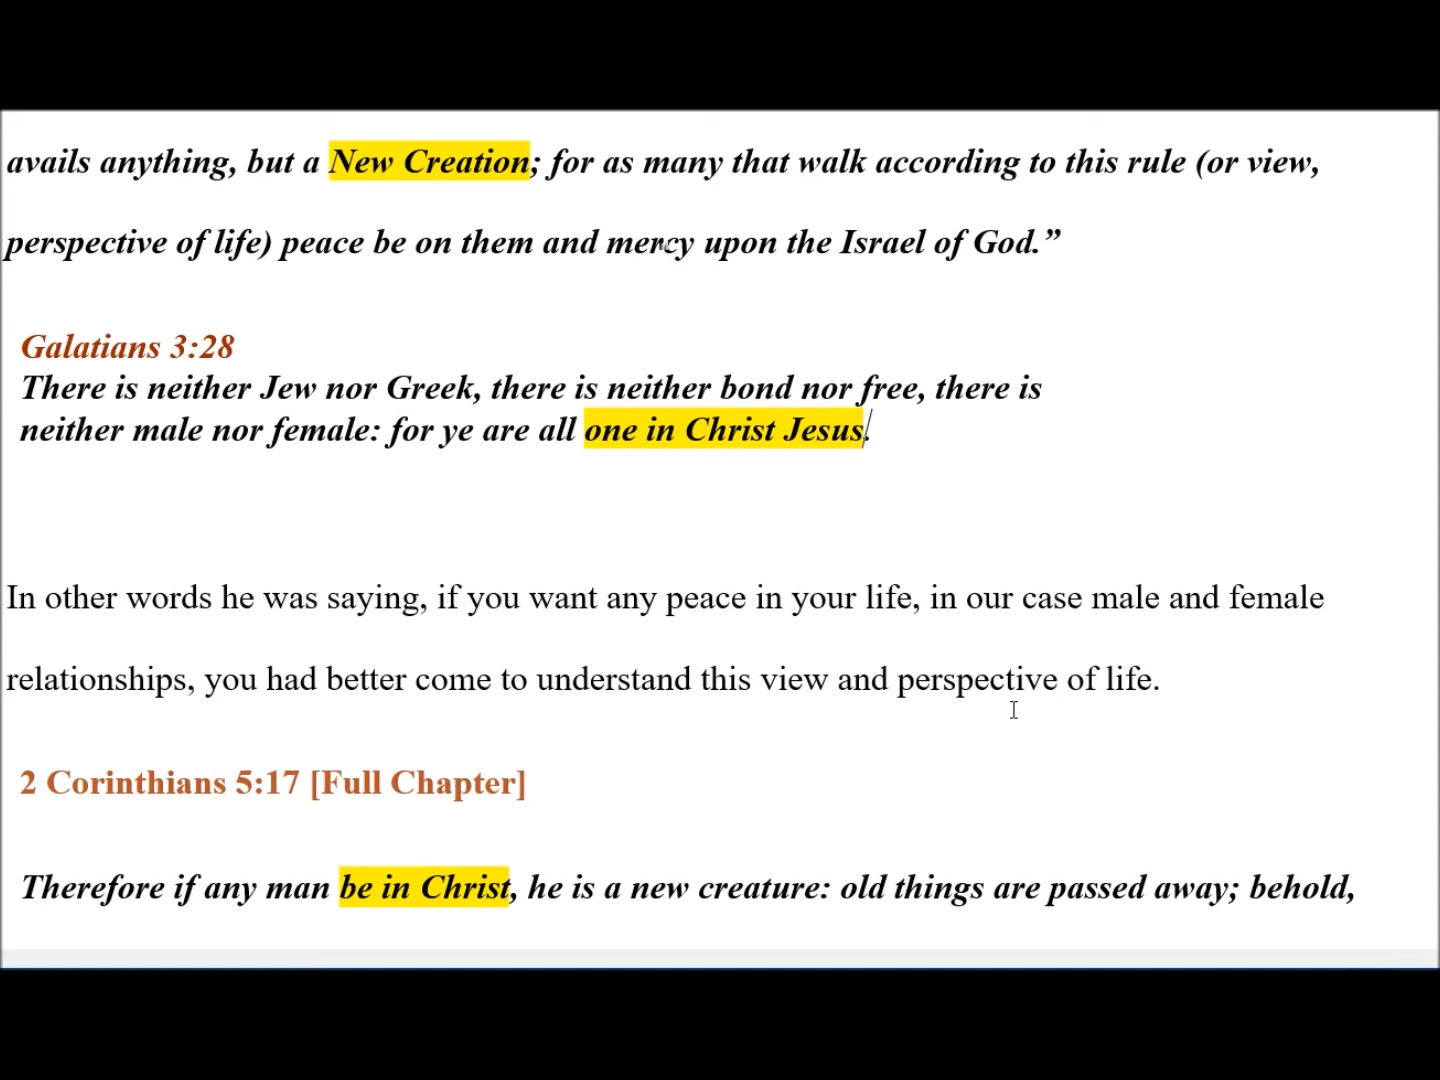 avails anything, but a New Creation; for as many that walk according to this rule (or view,
perspective of life) peace be on them and mercy upon the Israel of God.”
Galatians 3:28
There is neither Jew nor Greek, there is neither bond nor free, there is
neither male nor female: for ye are all one in Christ Jesus.
In other words he was saying, if you want any peace in your life, in our case male and female
relationships, you had better come to understand this view and perspective of life.
2 Corinthians 5:17 [Full Chapter]
Therefore if any man be in Christ, he is a new creature: old things are passed away; behold,